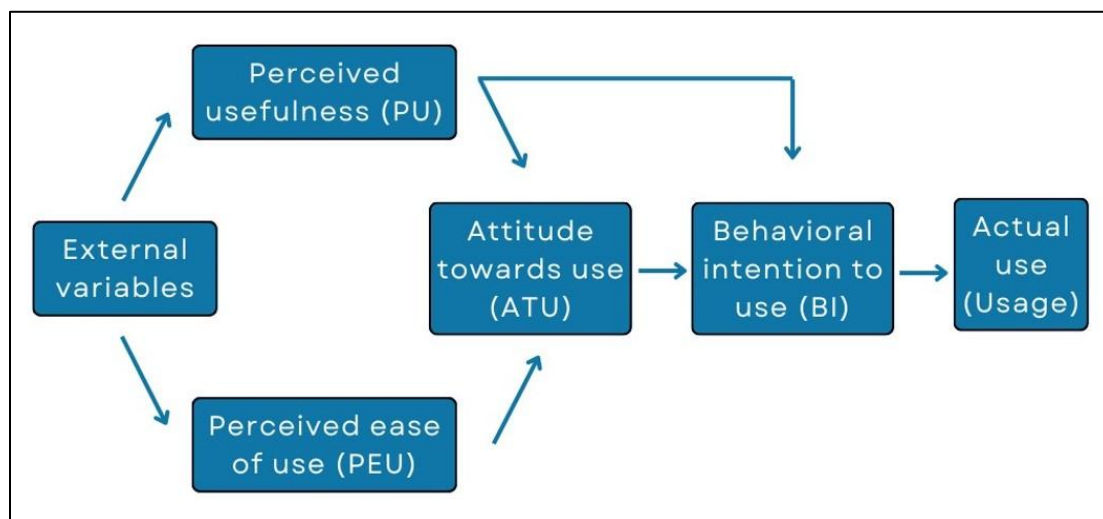 Perceived
usefulness (PU)
External
variables
Attitude
towards use
(ATU)
Behavioral
intention to
use (BI)
Actual
use
(Usage)
Perceived ease
of use (PEU)